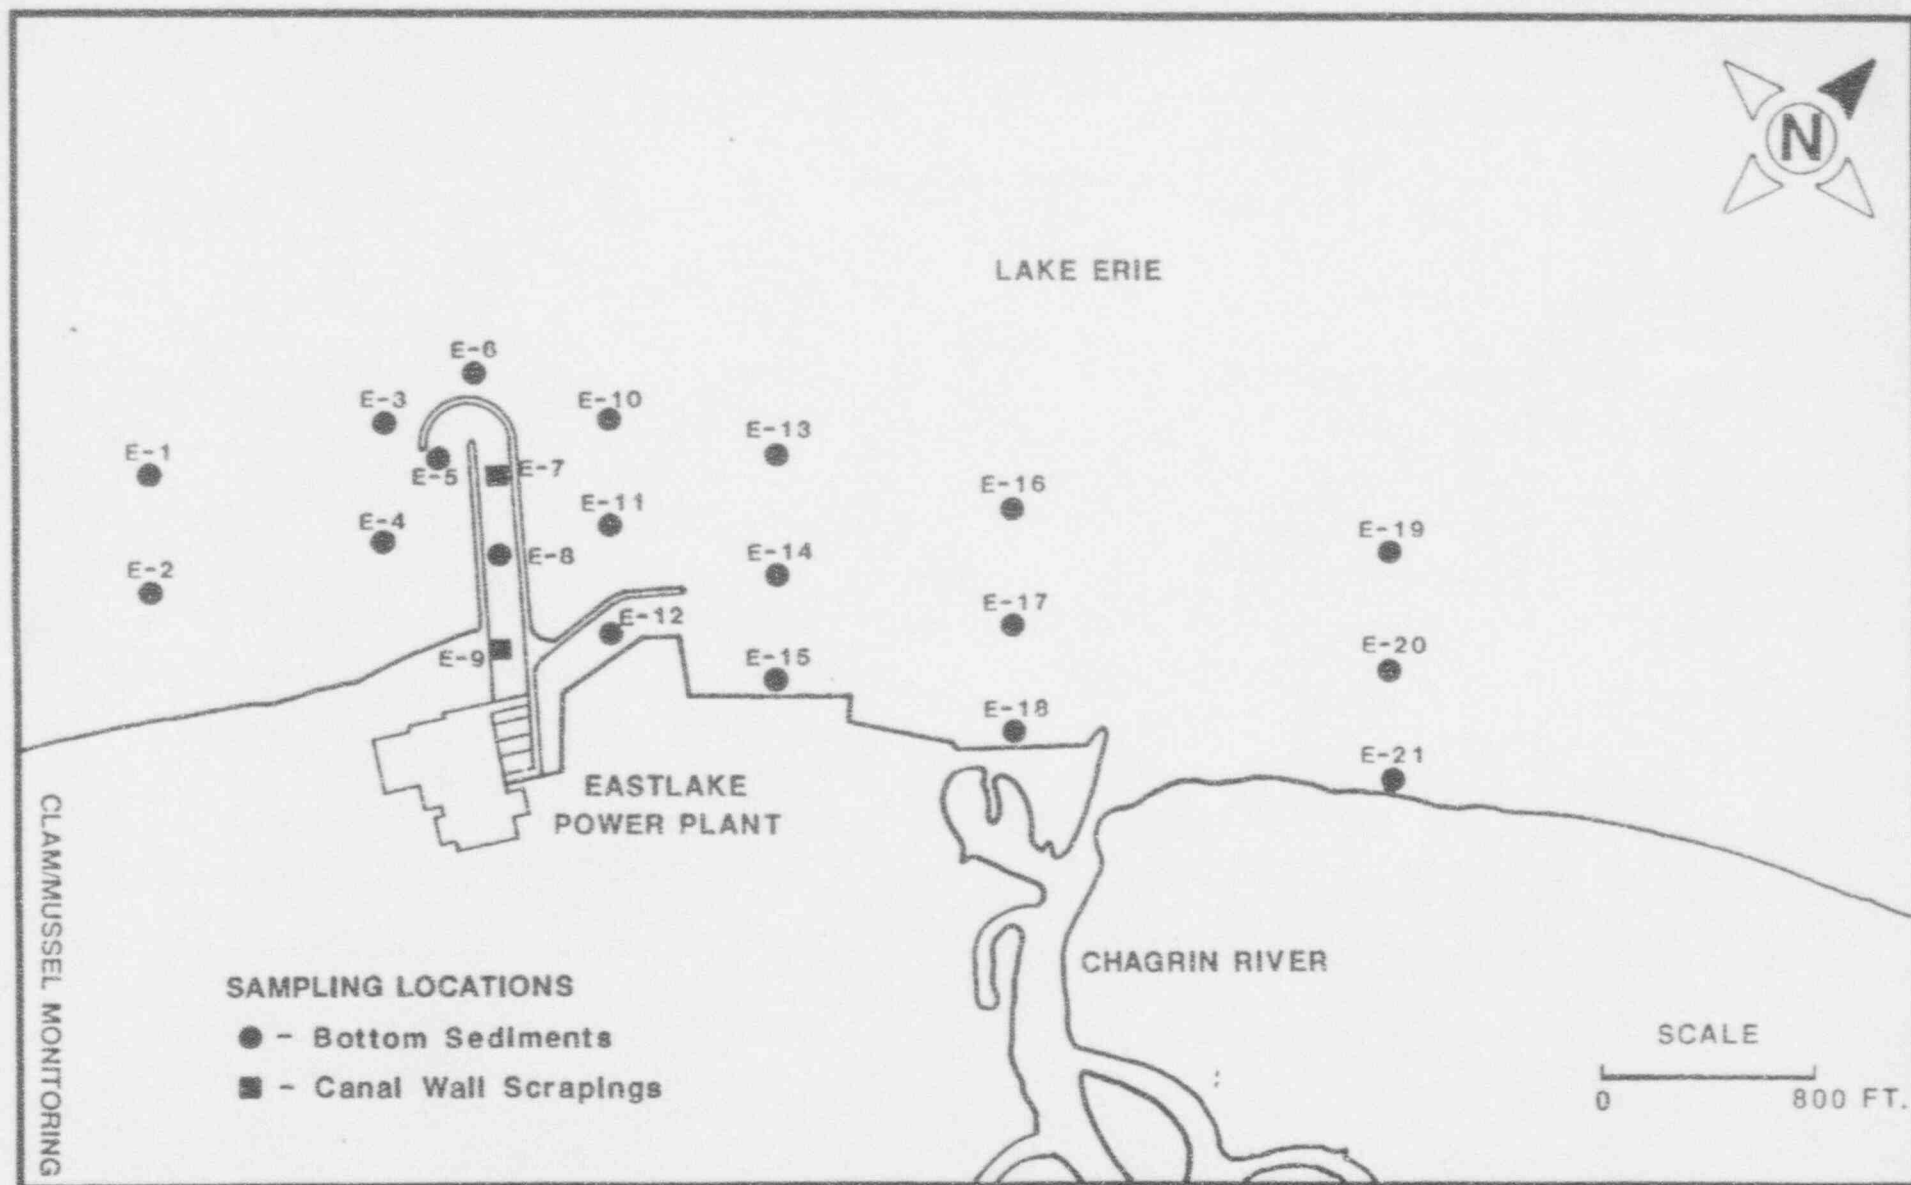 N
LAKE ERIE
E-6
E-3
E-10
E-13
E-1
E-5
E-7
E-16
E-11
E-4
E-19
E-8
E-14
E-2
E-17
E-12
E-20
E-9
E-15
E-18
E-21
EASTLAKE
POWER PLANT
CLAM/MUSSEL MONITORING
CHAGRIN RIVER
SAMPLING LOCATIONS
- Bottom Sediments
- Canal Wall Scrapings
SCALE
0 800 FT.